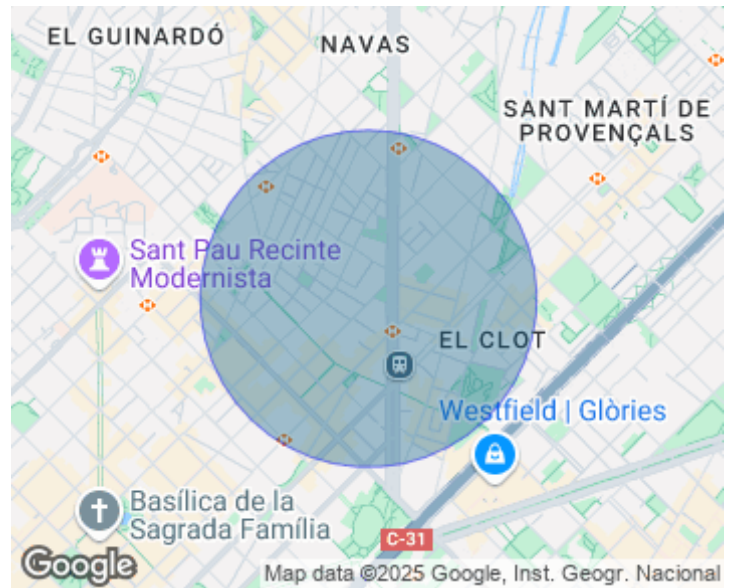 EL GUINARDÓ
NAVAS
SANT MARTÍ DE
PROVENÇALS
Sant Pau Recinte
Modernista
EL CLOT
Westfield | Glòries
Basílica de la
Sagrada Família
C-31
Google
Map data ©2025 Google, Inst. Geogr. Nacional